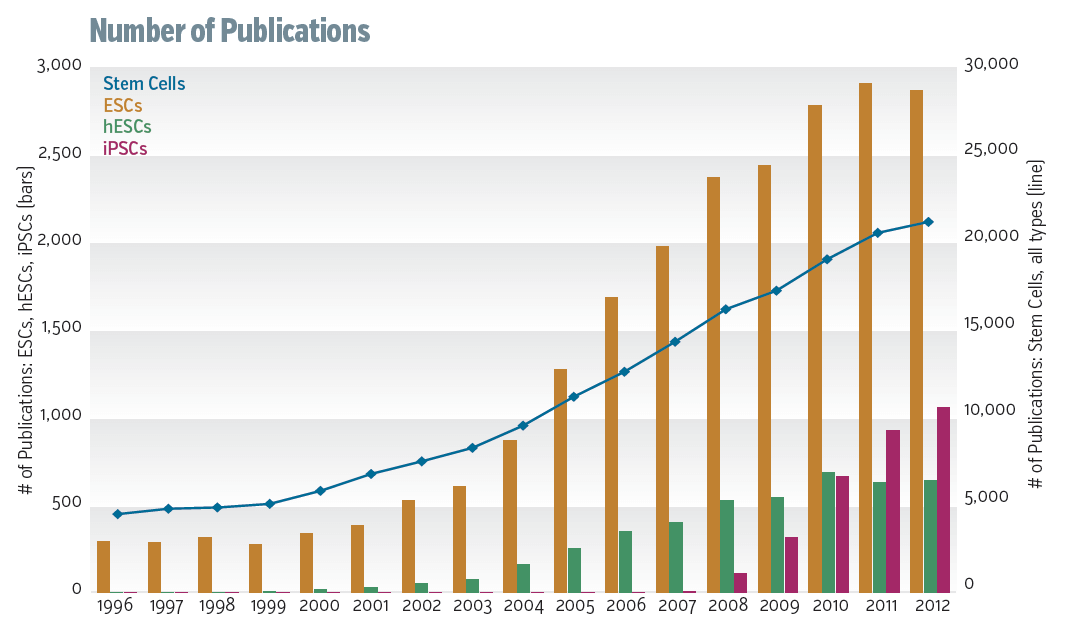 Number of Publications
Stem Cells
ESCs
hESCs
iPSCs
# of Publications: ESCs, hESCs, iPSCs (bars)
3,000
2,500
2,000
1,500
1,000
500
0
30,000
25,000
20,000
15,000
10,000
5,000
0
# of Publications: Stem Cells, all types (line)
1996 1997 1998 1999 2000 2001 2002 2003 2004 2005 2006 2007 2008 2009 2010 2011 2012